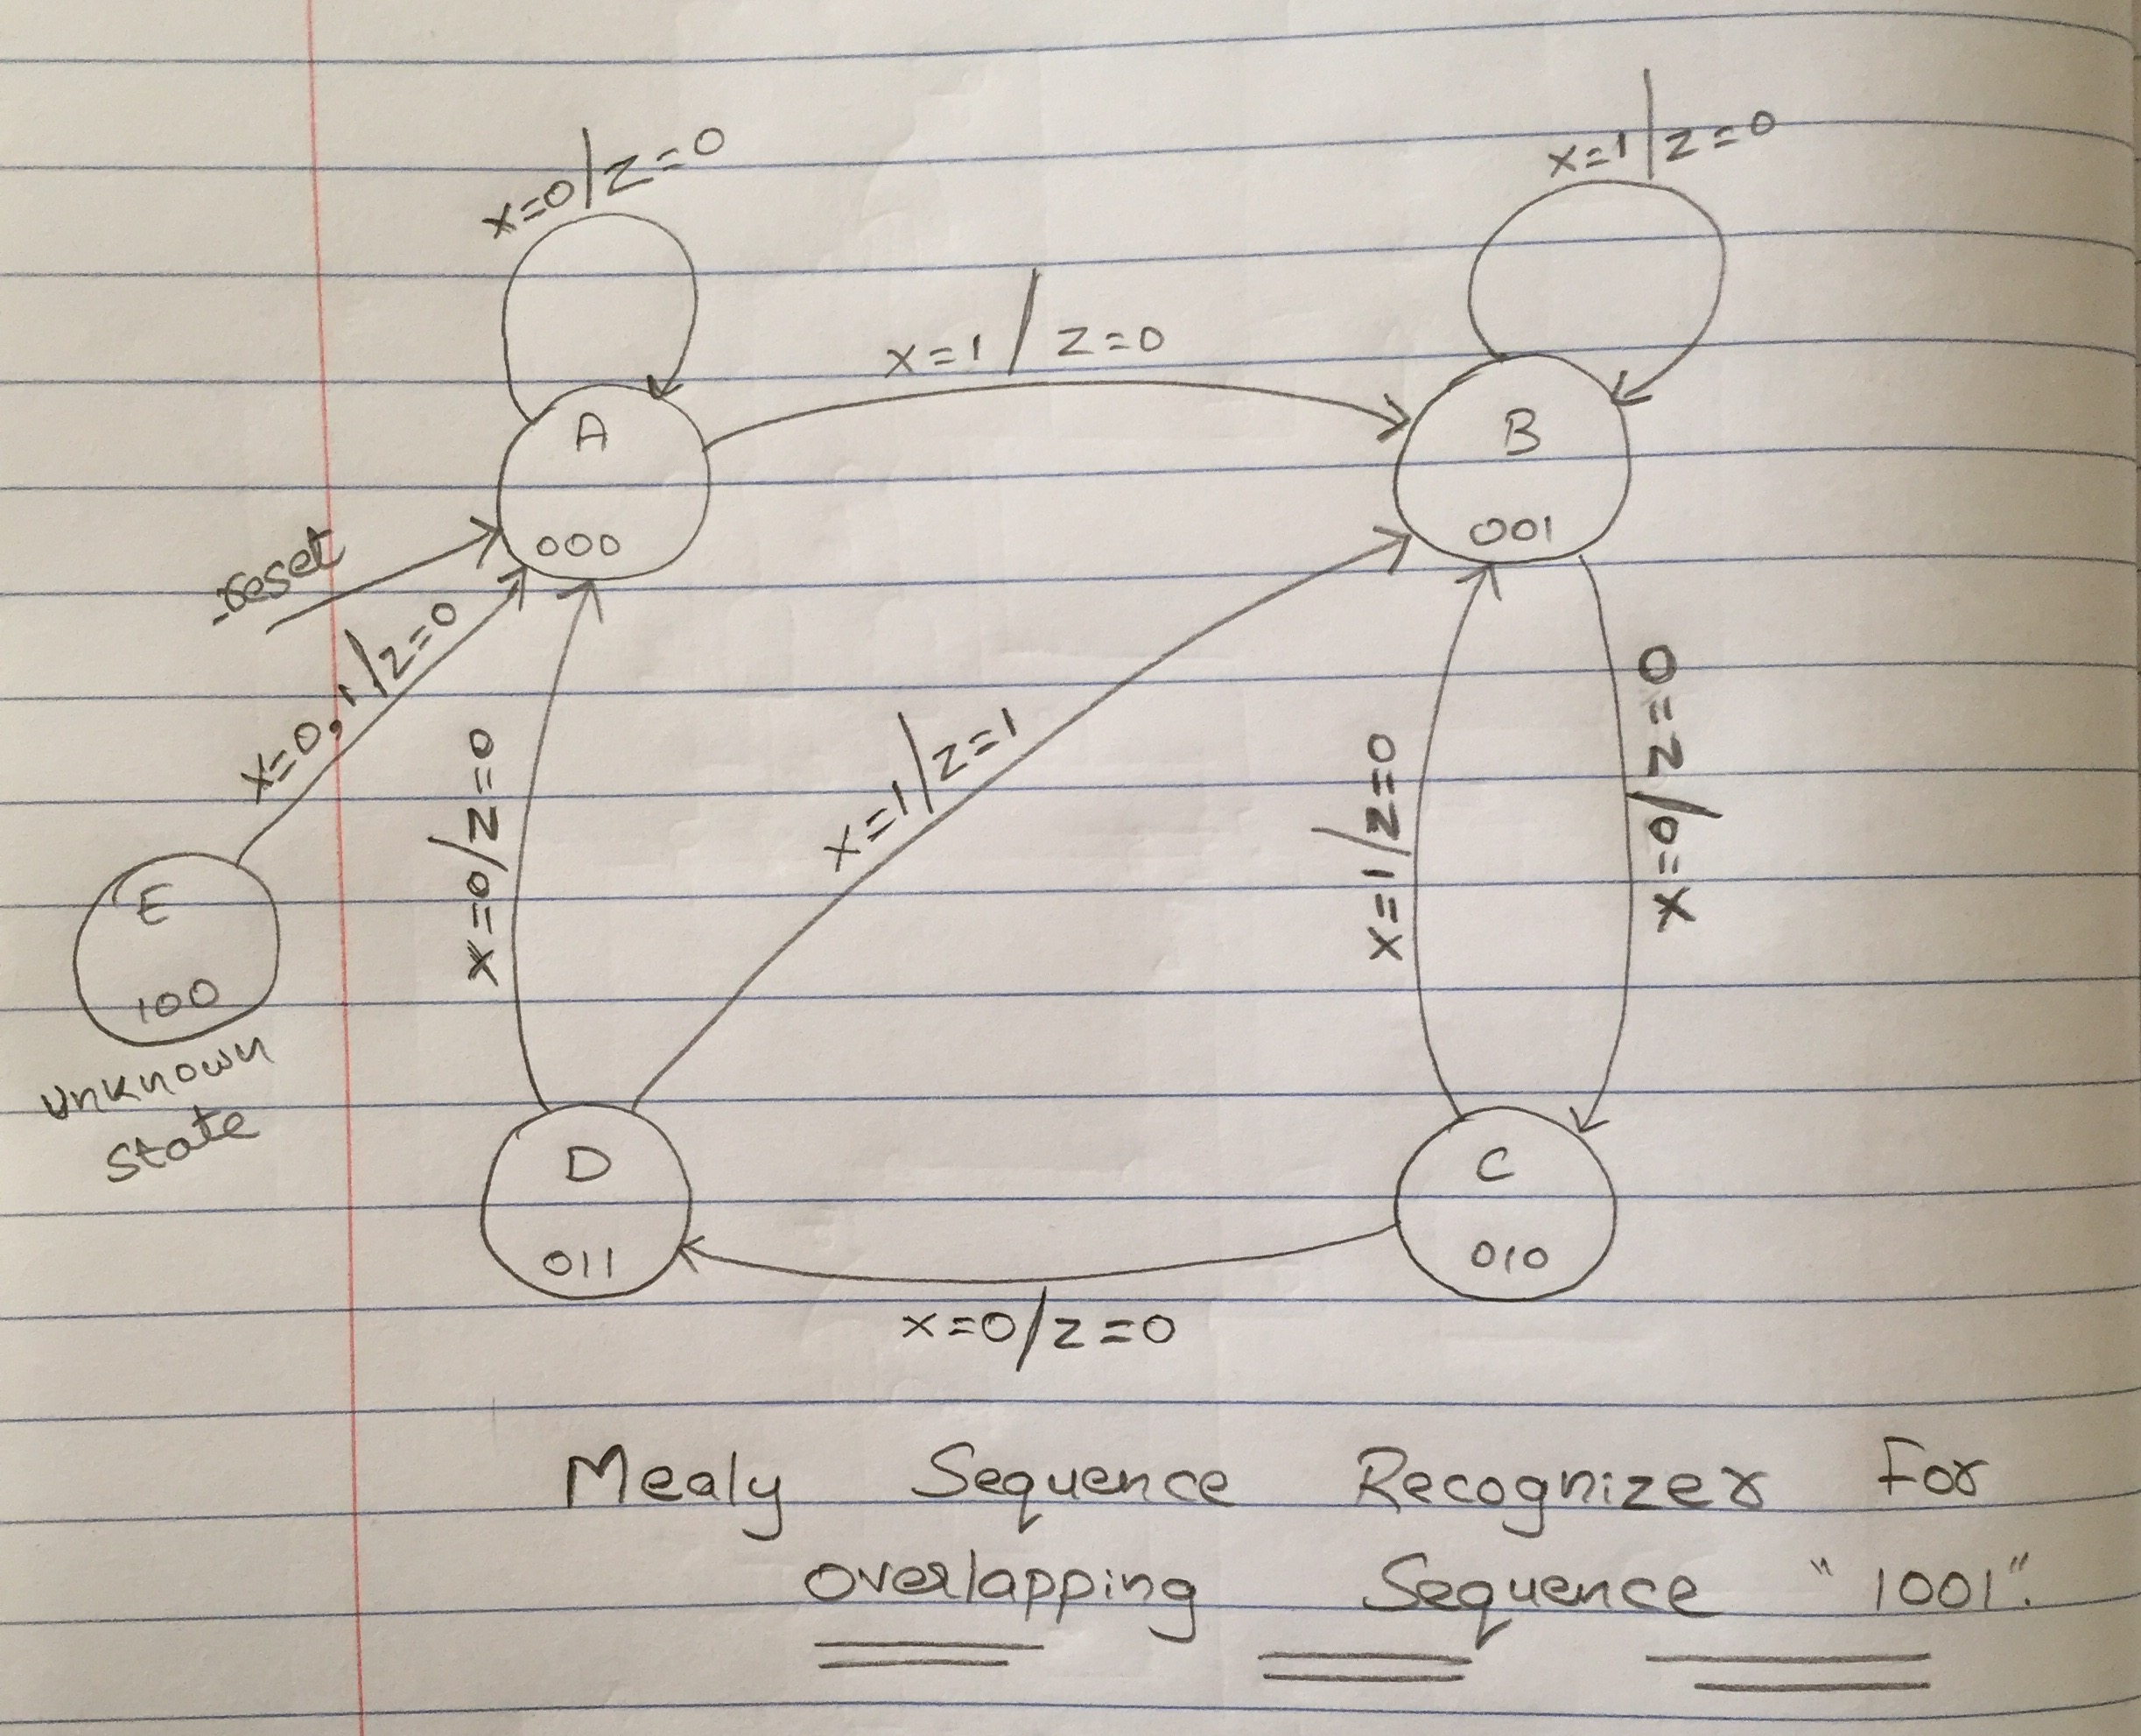 x=0/z=0
x=1/z=0
x=1/z=0
A
000
B
001
reset
x=0,1/z=0
x=0/z=0
x=1/z=1
x=1/z=0
x=0/z=0
E
100
unknown
state
D
011
C
010
x=0/z=0
Mealy Sequence Recognizer For
overlapping Sequence "1001".